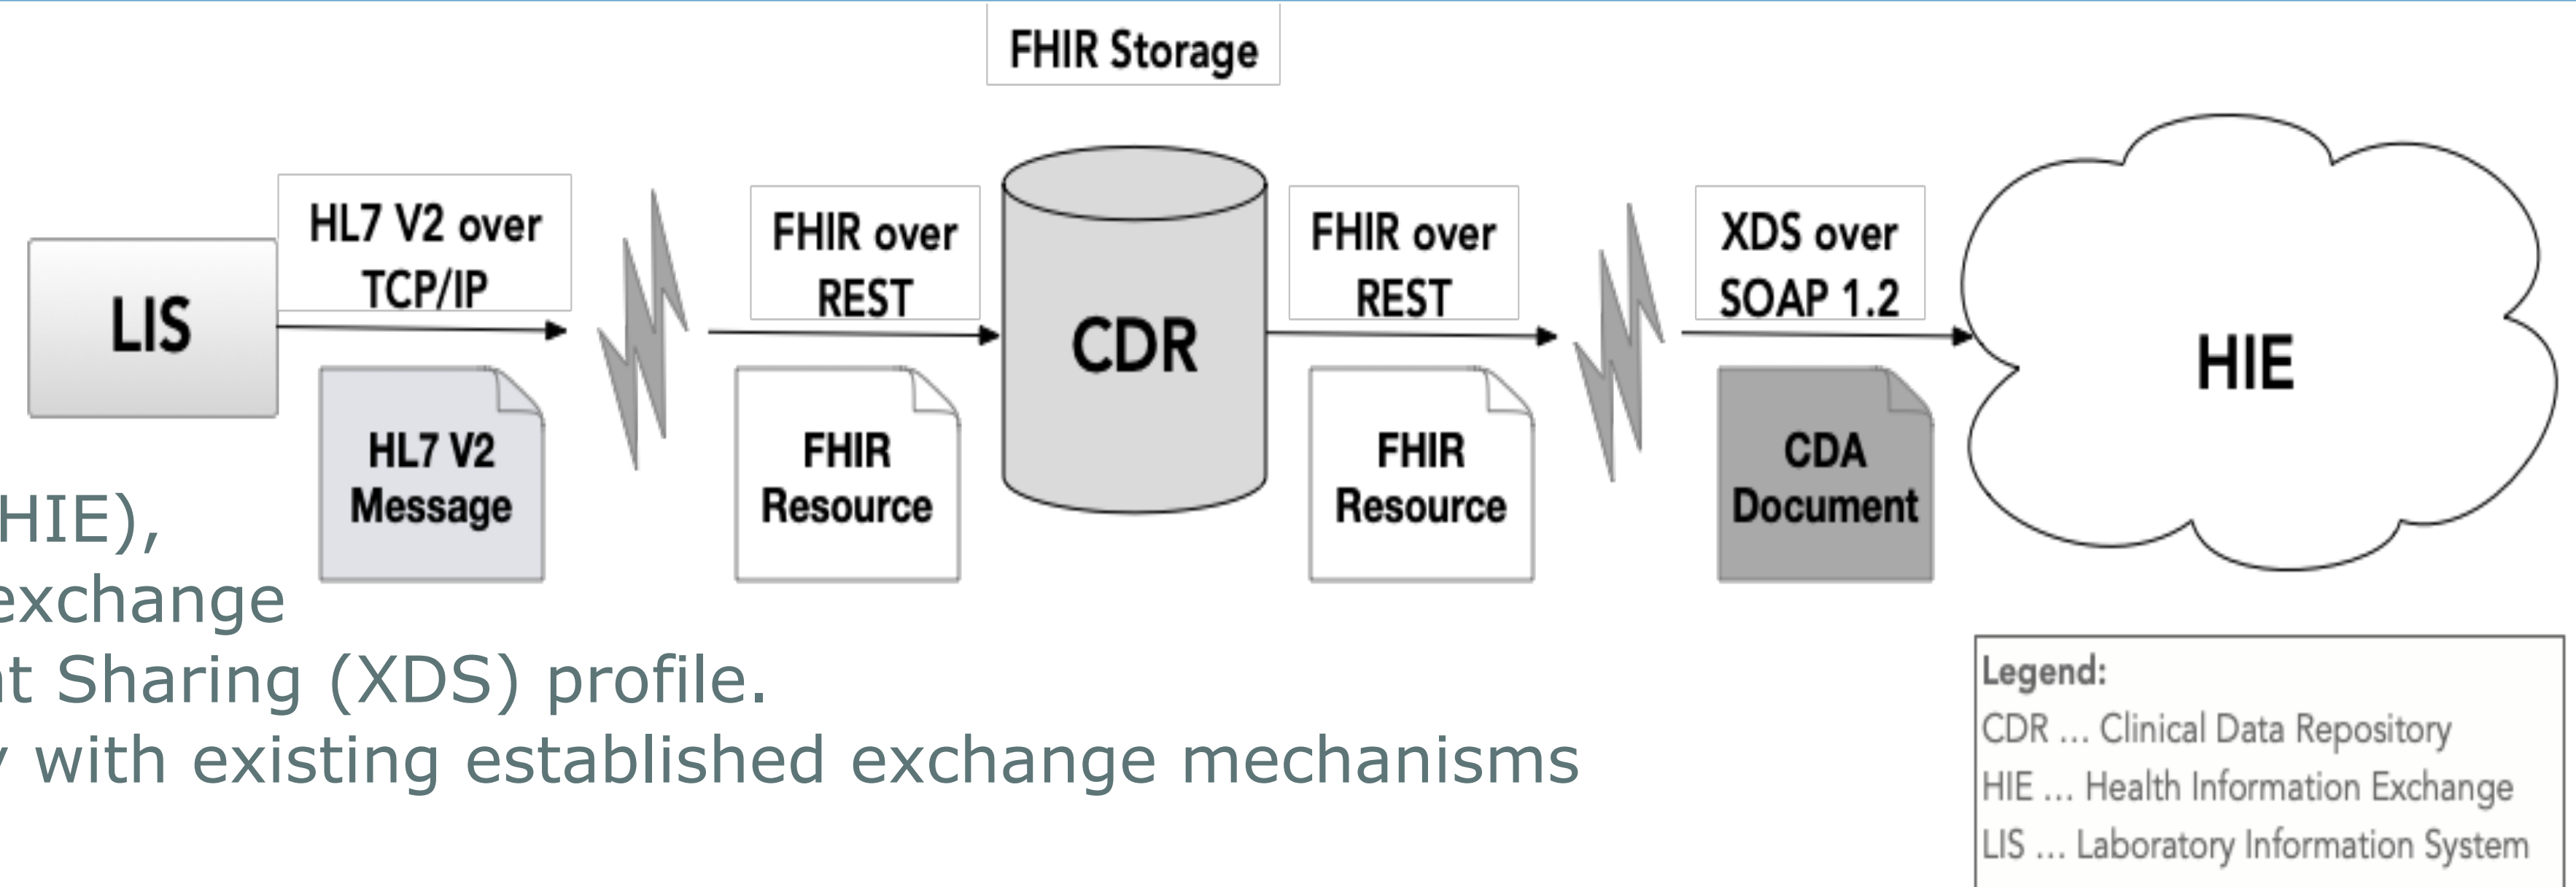 FHIR Storage
LIS
HL7 V2 over
TCP/IP
HL7 V2
Message
FHIR over
REST
FHIR
Resource
CDR
FHIR over
REST
FHIR
Resource
XDS over
SOAP 1.2
CDA
Document
HIE
HIE),
exchange
Sharing (XDS) profile.
with existing established exchange mechanisms
Legend:
CDR ... Clinical Data Repository
HIE ... Health Information Exchange
LIS ... Laboratory Information System